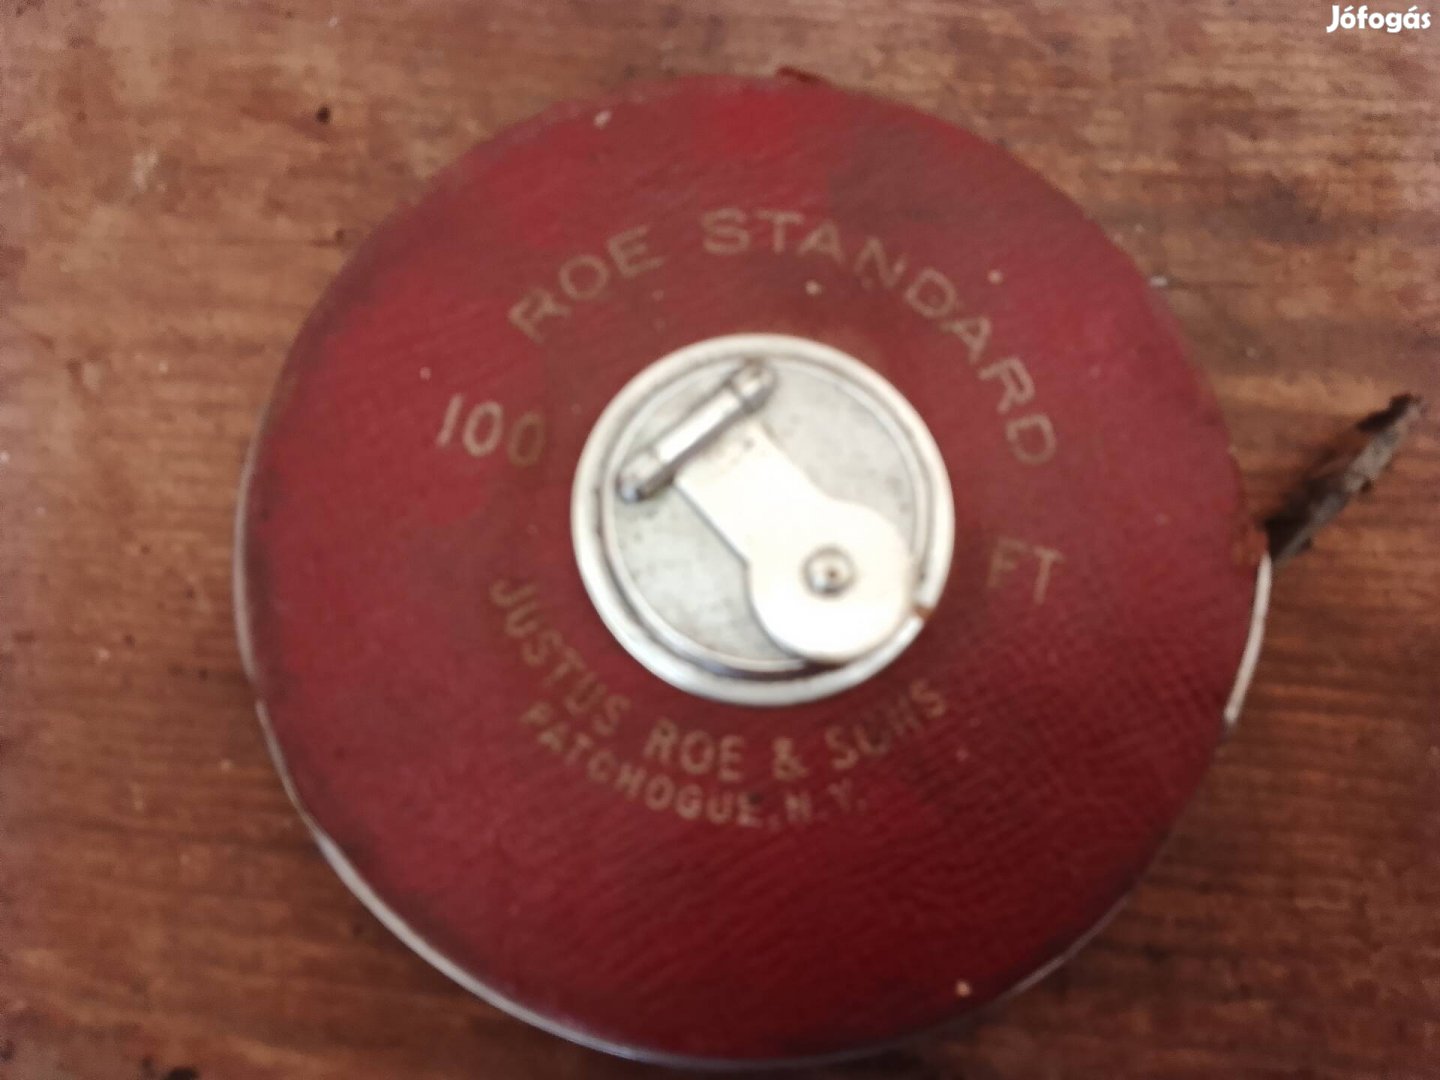 Jófogás
ROE STANDARD
100 FT
JUSTUS ROE & SONS
PATCHOGUE, N.Y.